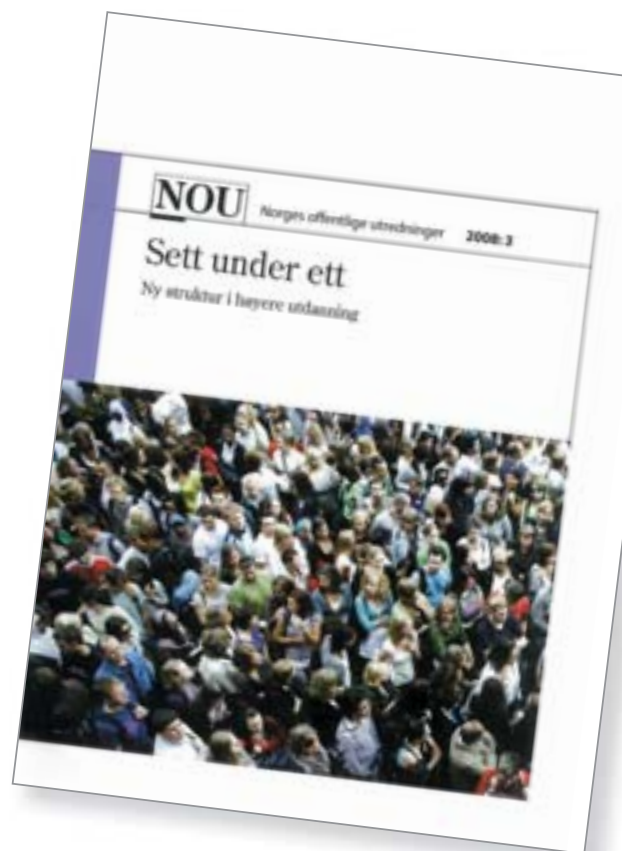 NOU Norges offentlige utredninger 2008: 3
Sett under ett
Ny struktur i høyere utdanning